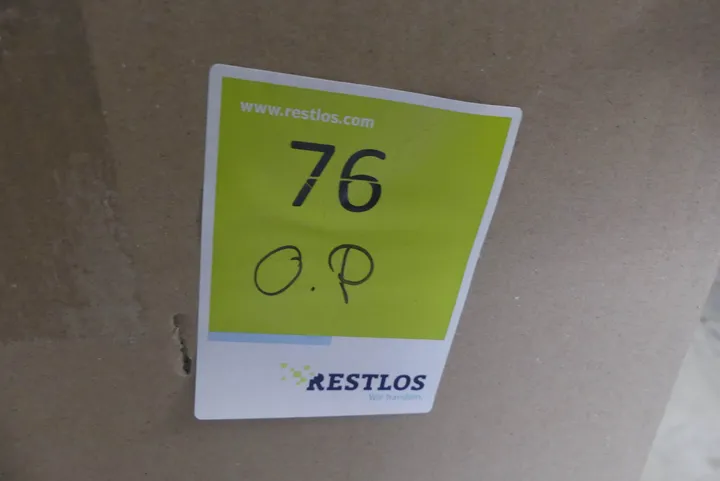 www.restlos.com
76
O.P
RESTLOS
Wir handeln.